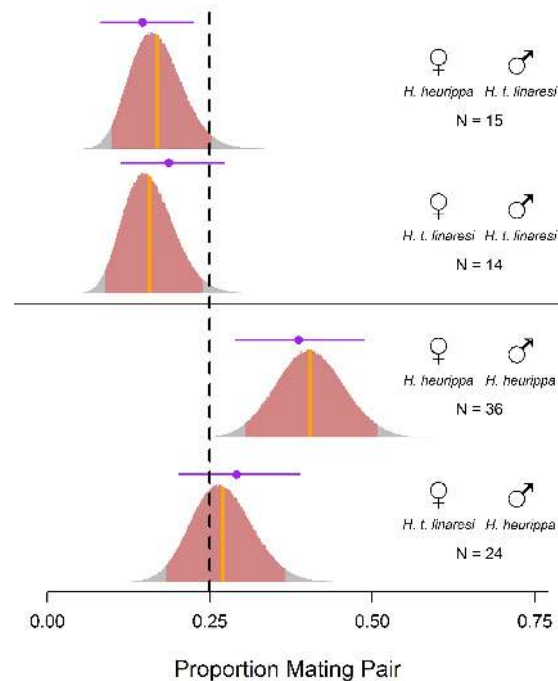 ♀ ♂
H. heurippa H. t. linaresi
N = 15
♀ ♂
H. t. linaresi H. t. linaresi
N = 14
♀ ♂
H. heurippa H. heurippa
N = 36
♀ ♂
H. t. linaresi H. heurippa
N = 24
0.00 0.25 0.50 0.75
Proportion Mating Pair